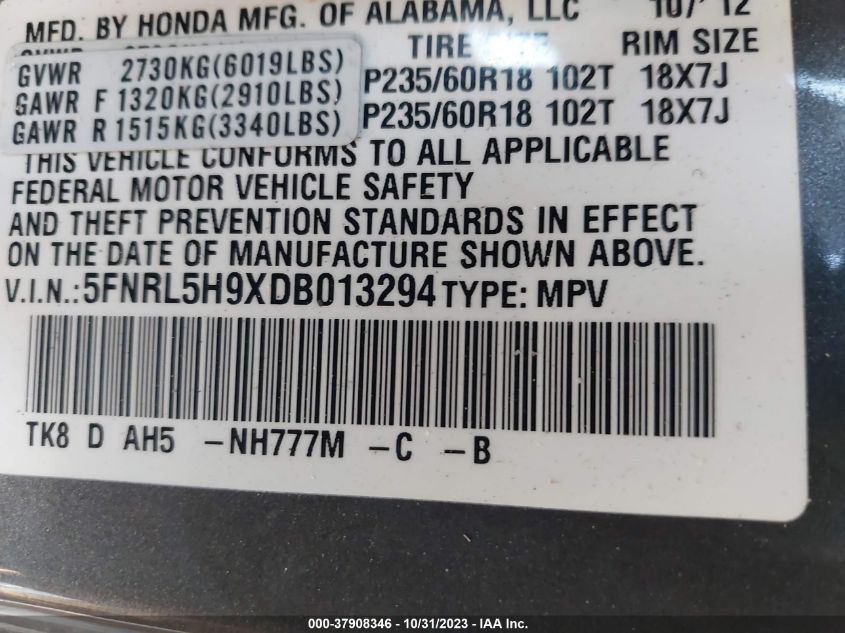 MFD. BY HONDA MFG. OF ALABAMA, LLC 10/ 12
TIRE RIM SIZE
GVWR 2730KG(6019LBS)
GAWR F 1320KG(2910LBS) P235/60R18 102T 18X7J
GAWR R 1515KG(3340LBS) P235/60R18 102T 18X7J
THIS VEHICLE CONFORMS TO ALL APPLICABLE
FEDERAL MOTOR VEHICLE SAFETY
AND THEFT PREVENTION STANDARDS IN EFFECT
ON THE DATE OF MANUFACTURE SHOWN ABOVE.
V.I.N.:5FNRL5H9XDB013294 TYPE: MPV
TK8 D AH5 -NH777M -C -B
000-37908346 | 10/31/2023 - IAA Inc.